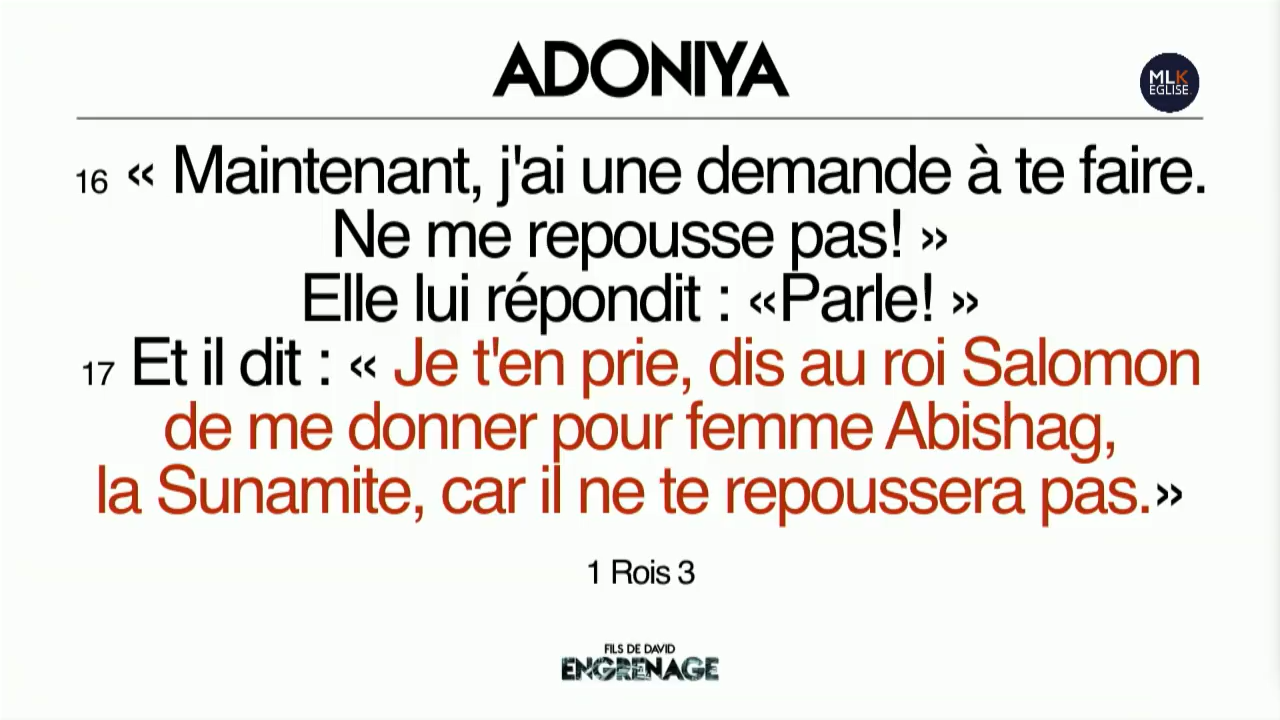 ADONIYA
MLK
EGLISE
16 « Maintenant, j'ai une demande à te faire.
Ne me repousse pas! »
Elle lui répondit : «Parle! »
17 Et il dit : « Je t'en prie, dis au roi Salomon
de me donner pour femme Abishag,
la Sunamite, car il ne te repoussera pas.»
1 Rois 3
FILS DE DAVID
ENGRENAGE